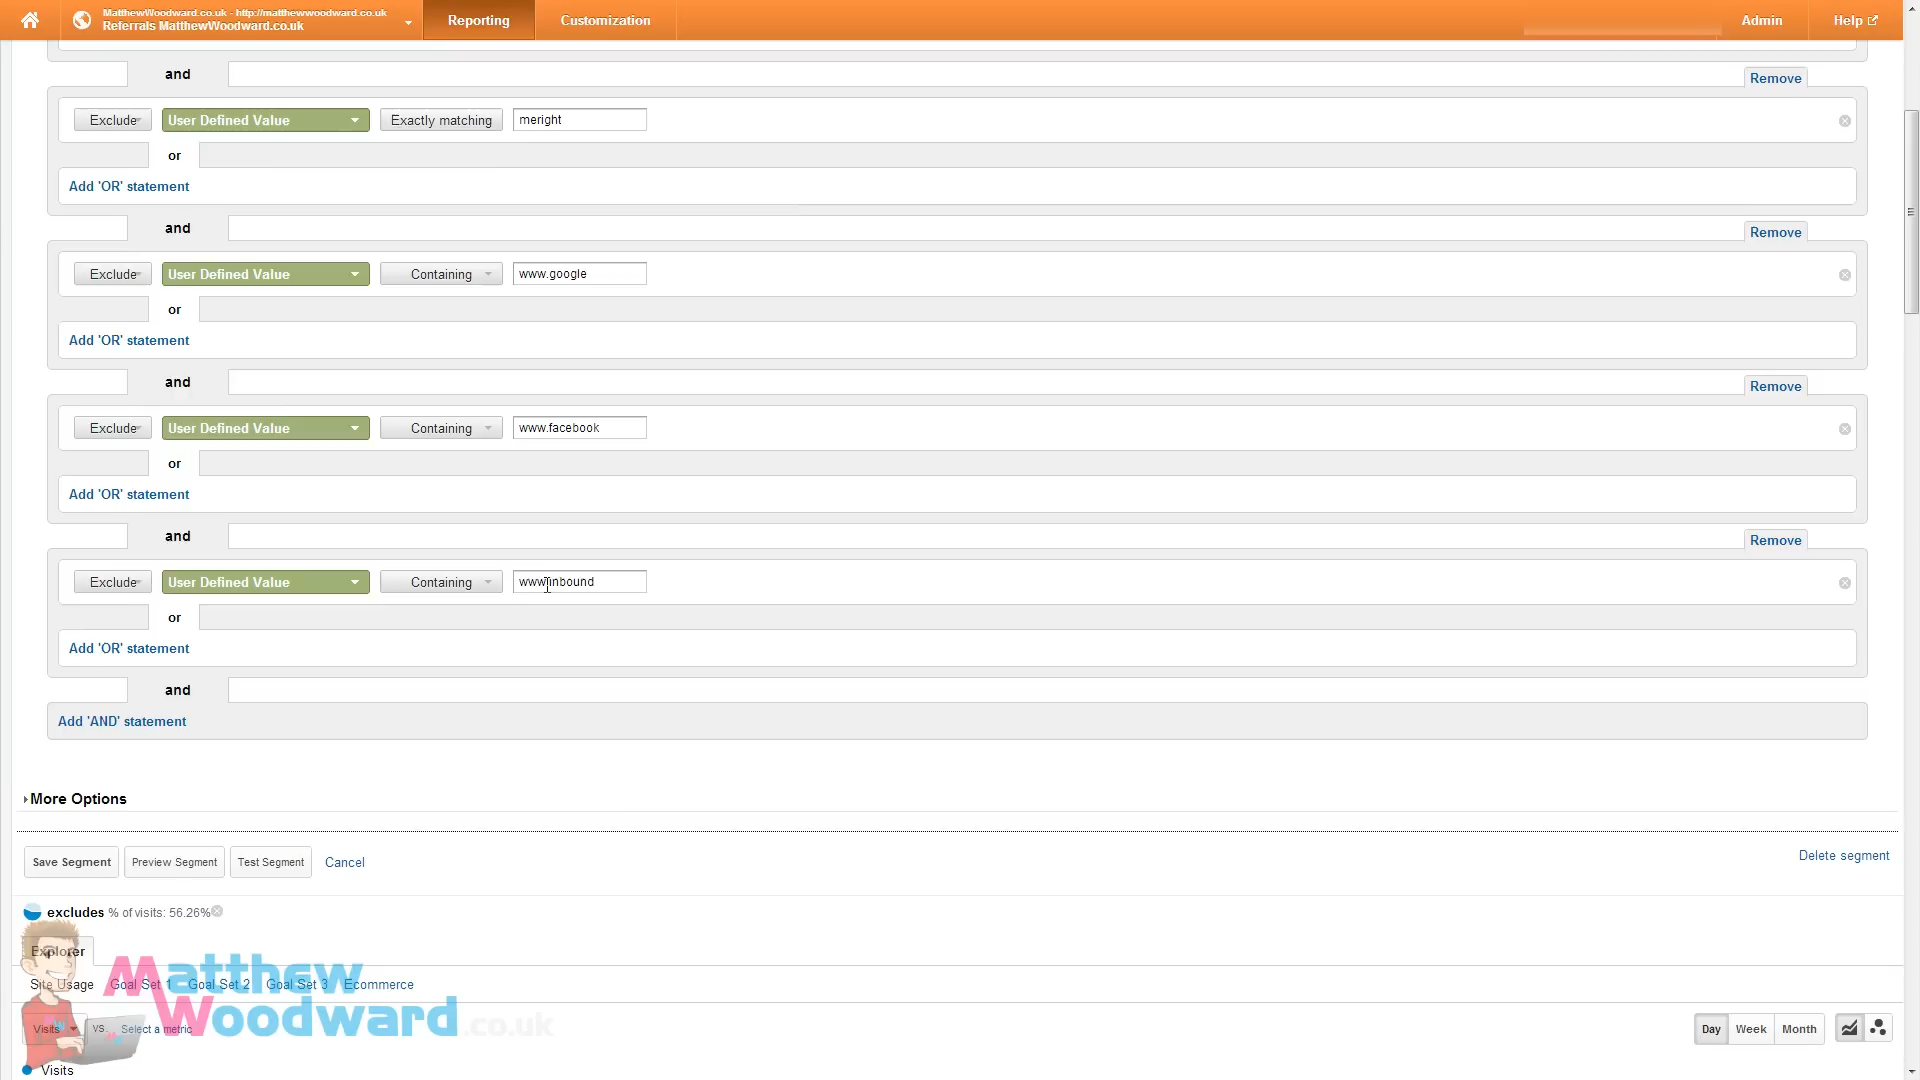 MatthewWoodward.co.uk - http://matthewwoodward.co.uk
Referrals MatthewWoodward.co.uk
Reporting
Customization
Admin
Help
and
Remove
Exclude User Defined Value Exactly matching meright
or
Add 'OR' statement
and
Remove
Exclude User Defined Value Containing www.google
or
Add 'OR' statement
and
Remove
Exclude User Defined Value Containing www.facebook
or
Add 'OR' statement
and
Remove
Exclude User Defined Value Containing www.inbound
or
Add 'OR' statement
and
Add 'AND' statement
More Options
Save Segment Preview Segment Test Segment Cancel
Delete segment
excludes % of visits: 56.26%
Explorer
Site Usage Goal Set 1 Goal Set 2 Goal Set 3 Ecommerce
Matthew
Woodward.co.uk
Visits VS. Select a metric
Day Week Month
Visits